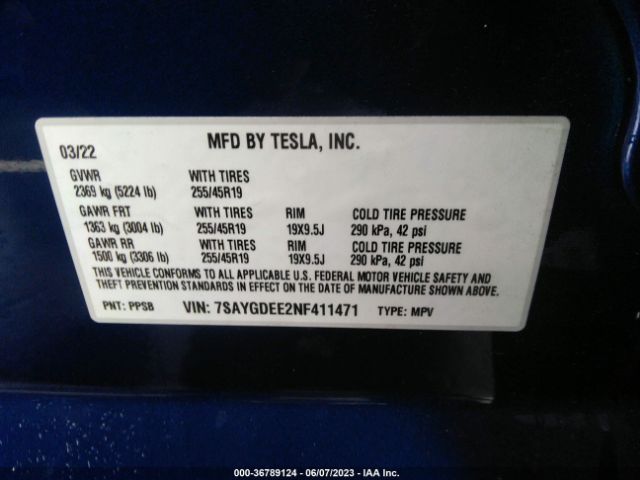 03/22 MFD BY TESLA, INC.
GVWR WITH TIRES
2369 kg (5224 lb) 255/45R19
GAWR FRT WITH TIRES RIM COLD TIRE PRESSURE
1363 kg (3004 lb) 255/45R19 19X9.5J 290 kPa, 42 psi
GAWR RR WITH TIRES RIM COLD TIRE PRESSURE
1500 kg (3306 lb) 255/45R19 19X9.5J 290 kPa, 42 psi
THIS VEHICLE CONFORMS TO ALL APPLICABLE U.S. FEDERAL MOTOR VEHICLE SAFETY AND
THEFT PREVENTION STANDARDS IN EFFECT ON THE DATE OF MANUFACTURE SHOWN ABOVE.
PNT: PPSB VIN: 7SAYGDEE2NF411471 TYPE: MPV
000-36789124 - 06/07/2023 - IAA Inc.